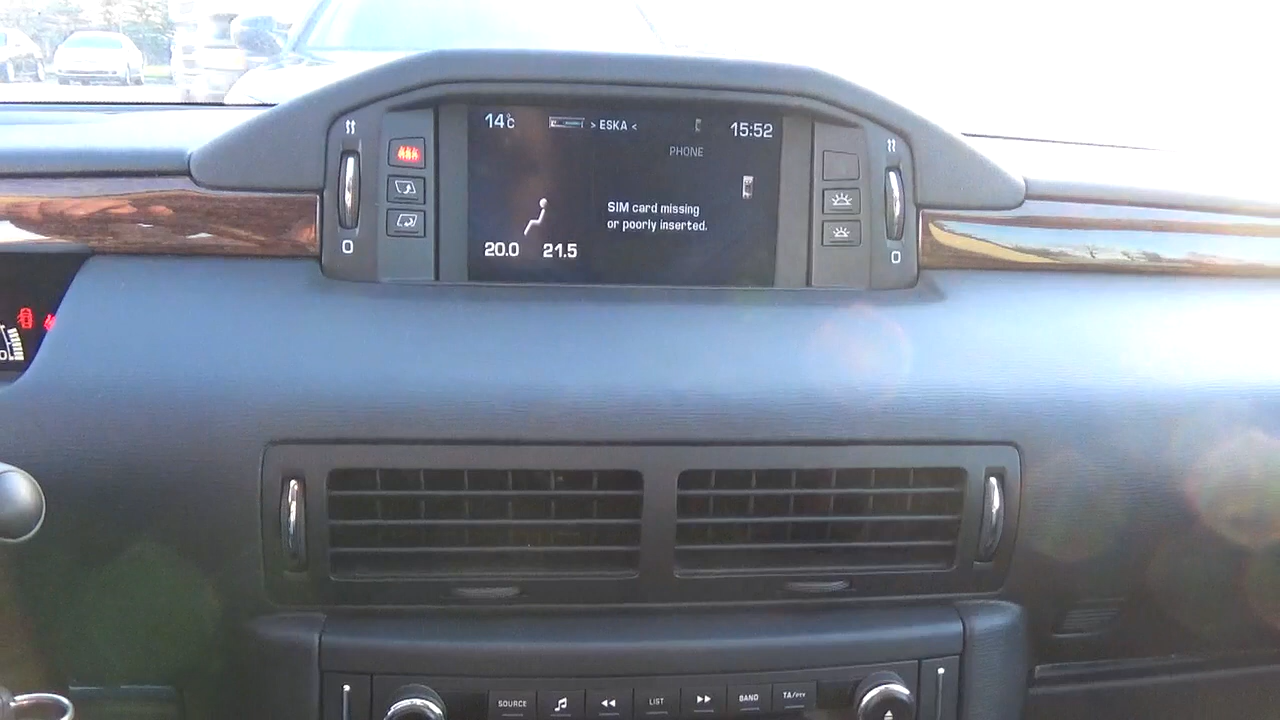 14°C
> ESKA <
15:52
PHONE
SIM card missing
or poorly inserted.
20.0 21.5
0
0
SOURCE
LIST
BAND
TA/PTY